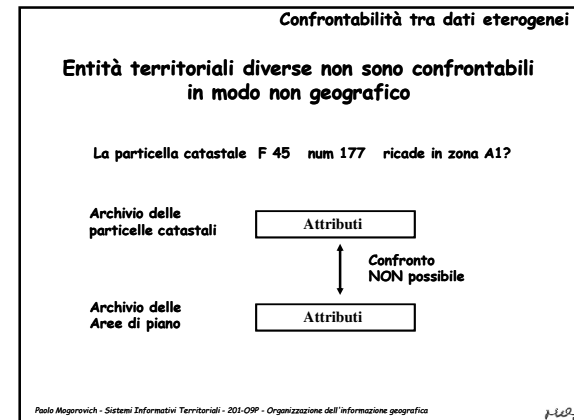 Confrontabilità tra dati eterogenei
Entità territoriali diverse non sono confrontabili
in modo non geografico
La particella catastale F 45 num 177 ricade in zona A1?
Archivio delle
particelle catastali
Attributi
Confronto
NON possibile
Archivio delle
Aree di piano
Attributi
Paolo Mogorovich - Sistemi Informativi Territoriali - 201-09P - Organizzazione dell'informazione geografica